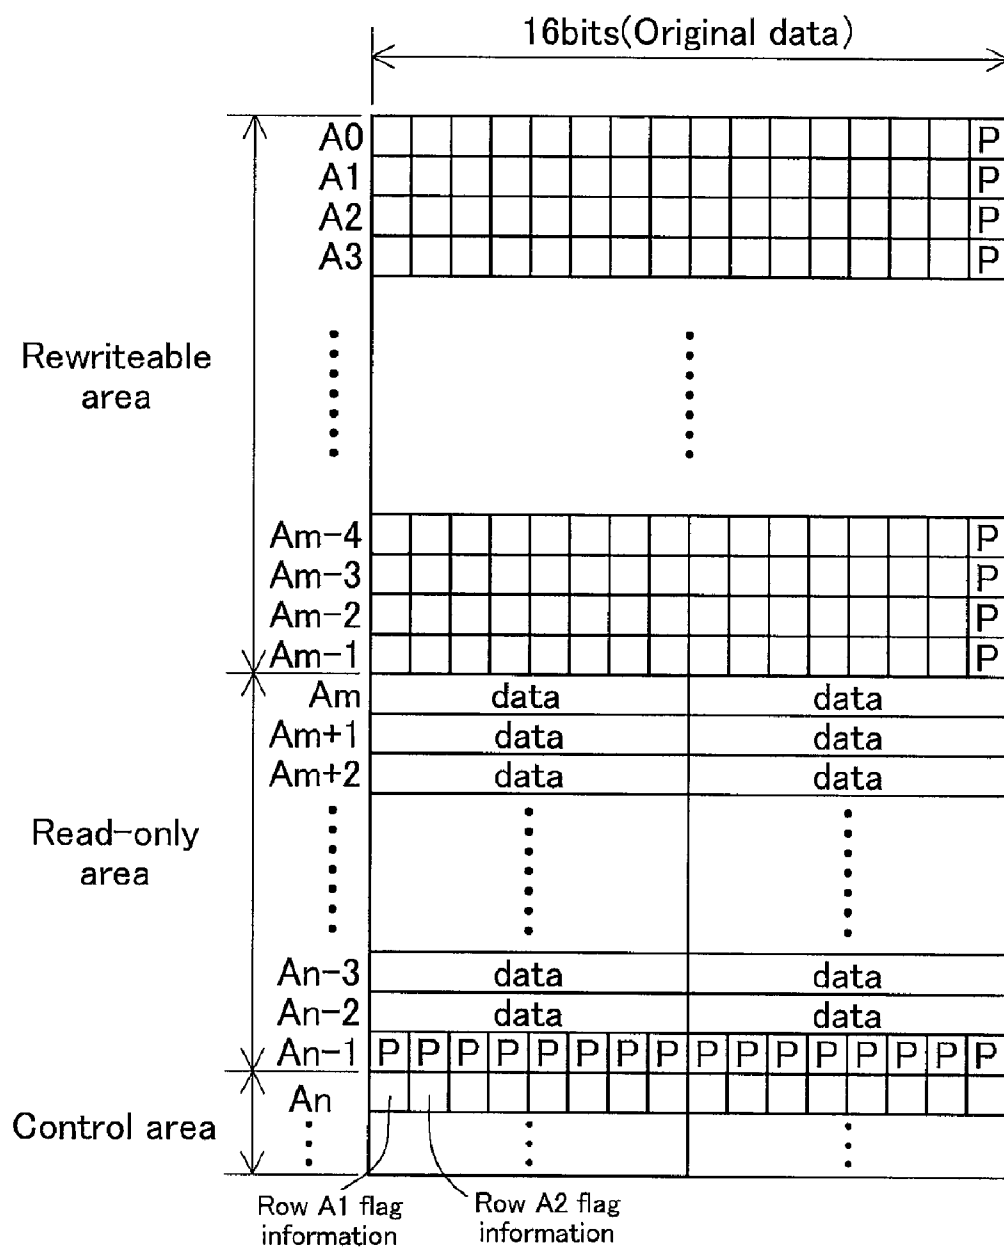 16bits(Original data)
A0 P
A1 P
A2 P
A3 P
Rewriteable
area
Am-4 P
Am-3 P
Am-2 P
Am-1 P
Am data data
Am+1 data data
Am+2 data data
Read-only
area
An-3 data data
An-2 data data
An-1 P P P P P P P P P P P P P P P P
An
Control area
Row A1 flag
information
Row A2 flag
information